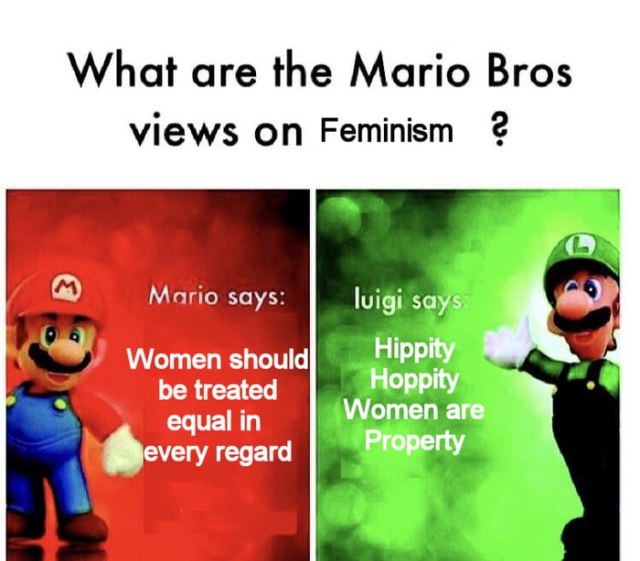 What are the Mario Bros
views on Feminism ?
M
Mario says:
Women should
be treated
equal in
every regard
L
luigi says:
Hippity
Hoppity
Women are
Property